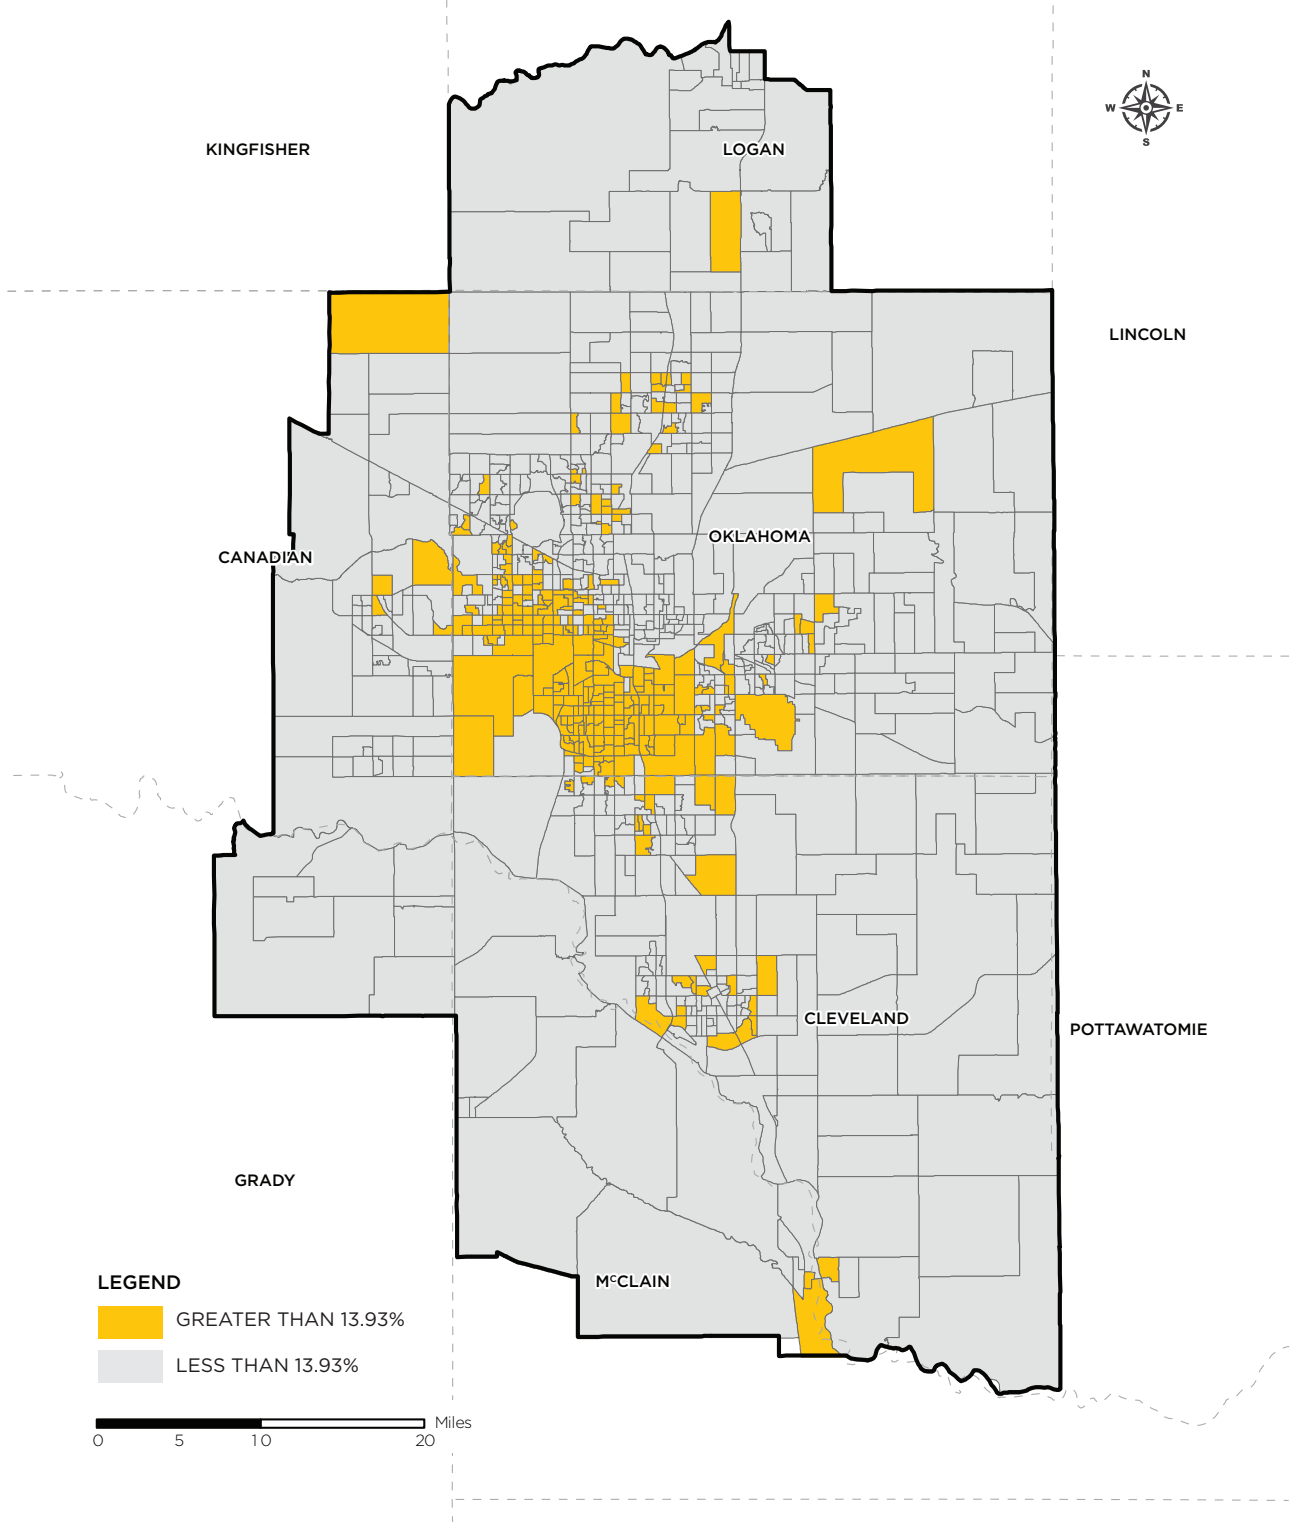 N
W E
S
KINGFISHER
LOGAN
LINCOLN
OKLAHOMA
CANADIAN
CLEVELAND
POTTAWATOMIE
GRADY
MCCLAIN
LEGEND
GREATER THAN 13.93%
LESS THAN 13.93%
Miles
0 5 10 20